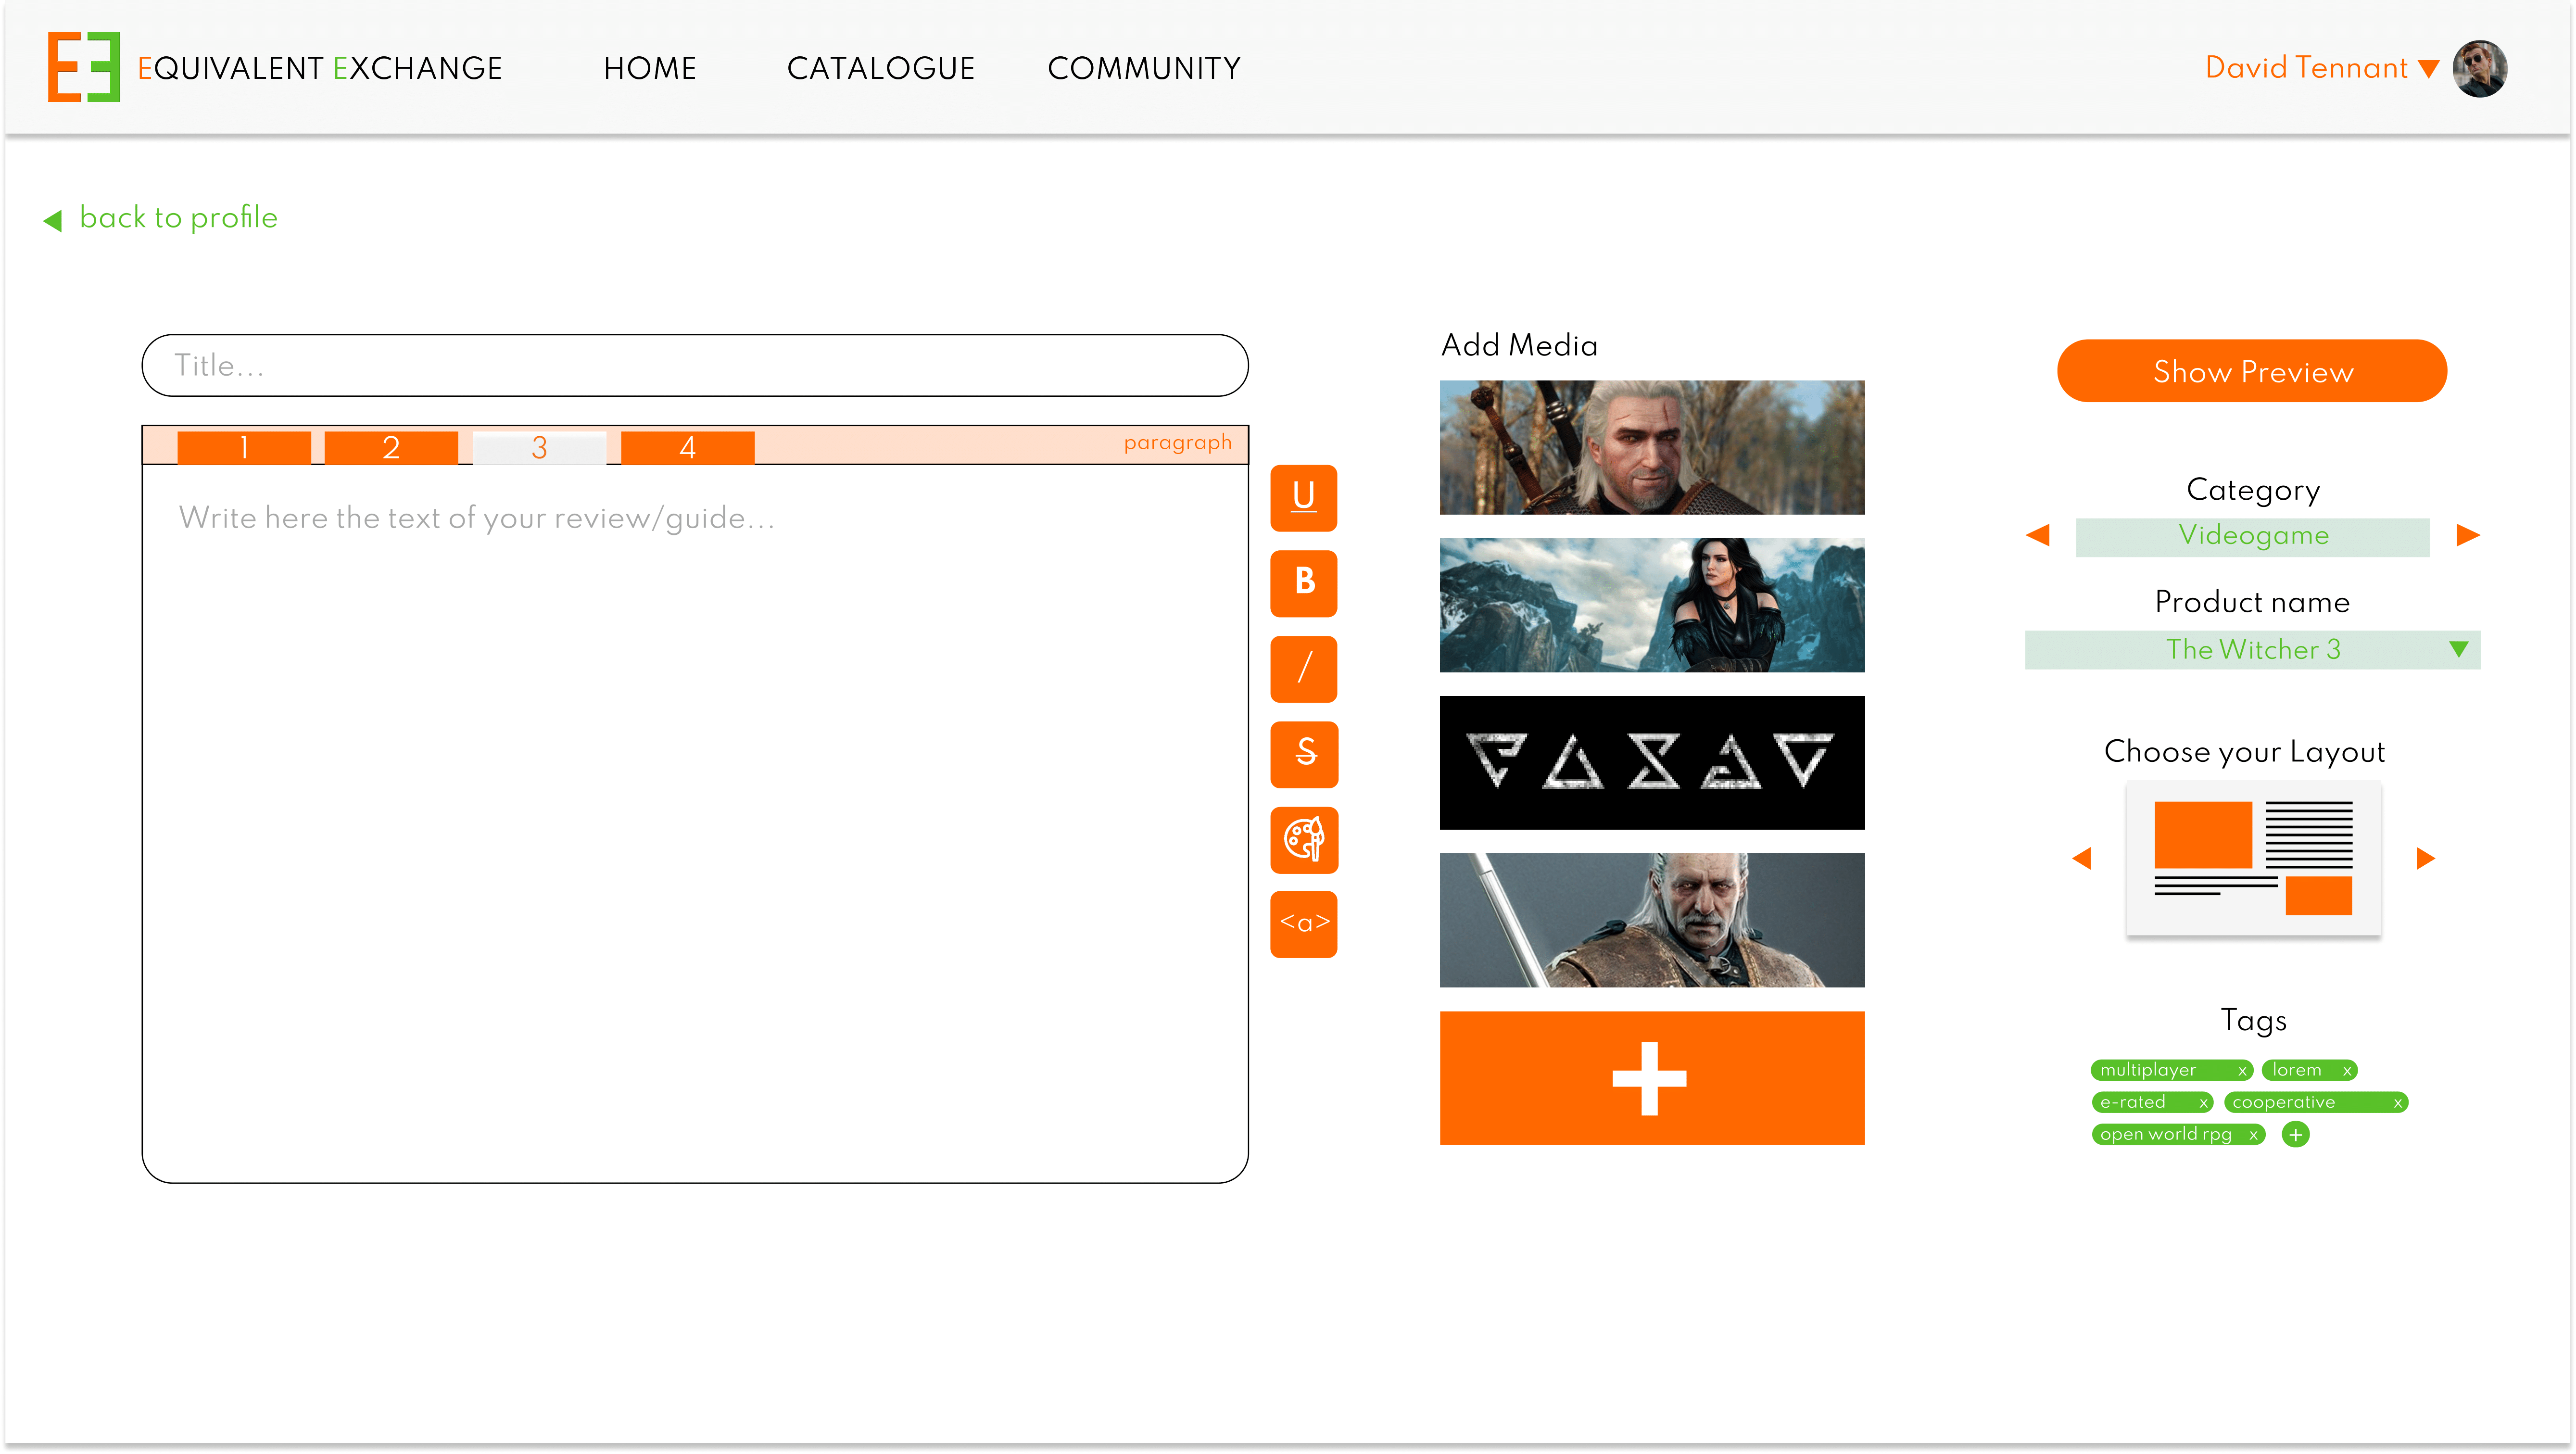 EQUIVALENT EXCHANGE
HOME
CATALOGUE
COMMUNITY
David Tennant
back to profile
Title...
1 2 3 4 paragraph
Write here the text of your review/guide...
U
B
/
S
<a>
Add Media
+
Show Preview
Category
Videogame
Product name
The Witcher 3
Choose your Layout
Tags
multiplayer x lorem x
e-rated x cooperative x
open world rpg x +